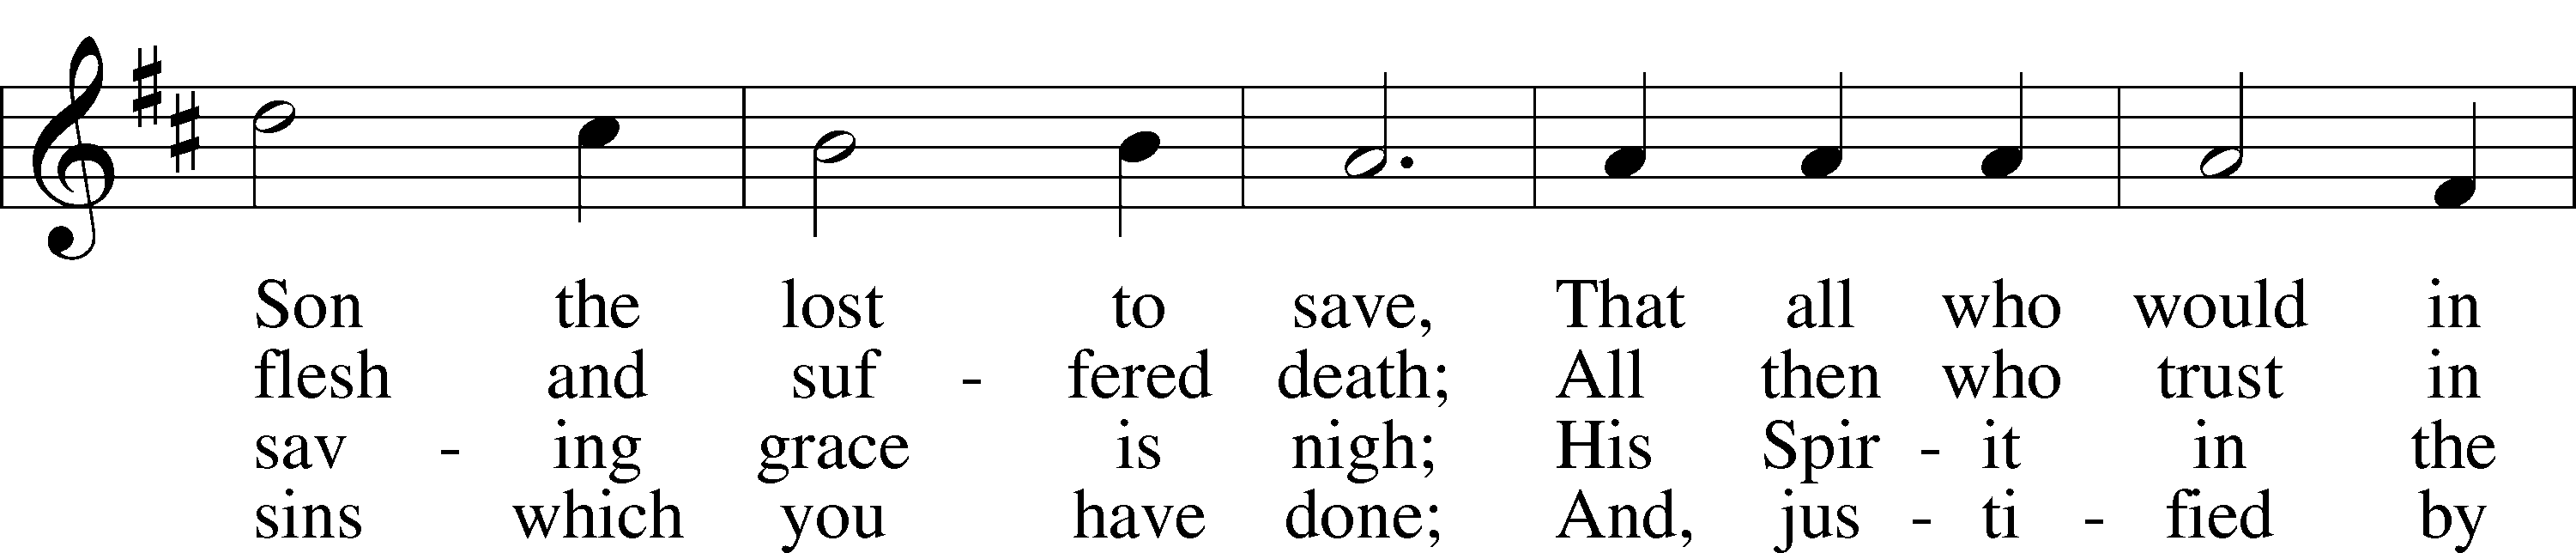 Son the lost to save, That all who would in
flesh and suf - fered death; All then who trust in
sav - ing grace is nigh; His Spir - it in the
sins which you have done; And, jus - ti - fied by